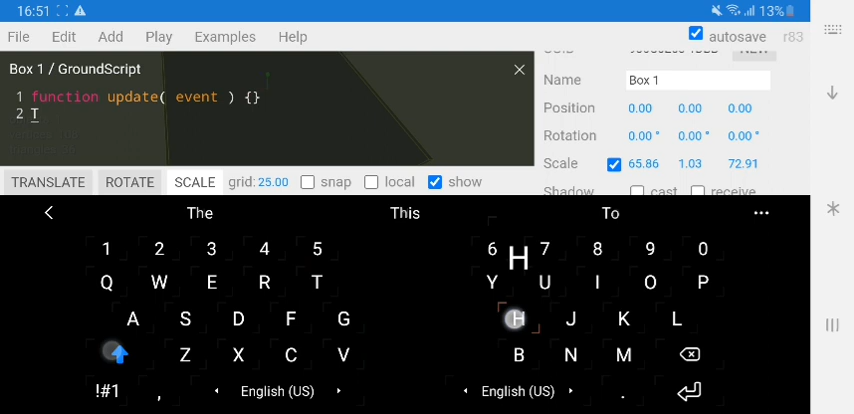 16:51 13%
File Edit Add Play Examples Help autosave r83
Box 1 / GroundScript
NEW
1 function update( event ) {}
2 T
Name Box 1
Position 0.00 0.00 0.00
Rotation 0.00 ° 0.00 ° 0.00 °
Scale 65.86 1.03 72.91
Shadow cast receive
TRANSLATE ROTATE SCALE grid: 25.00 snap local show
The This To
1 2 3 4 5 6 7 8 9 0
H
Q W E R T Y U I O P
A S D F G H J K L
Z X C V B N M
!#1 , English (US) English (US) .